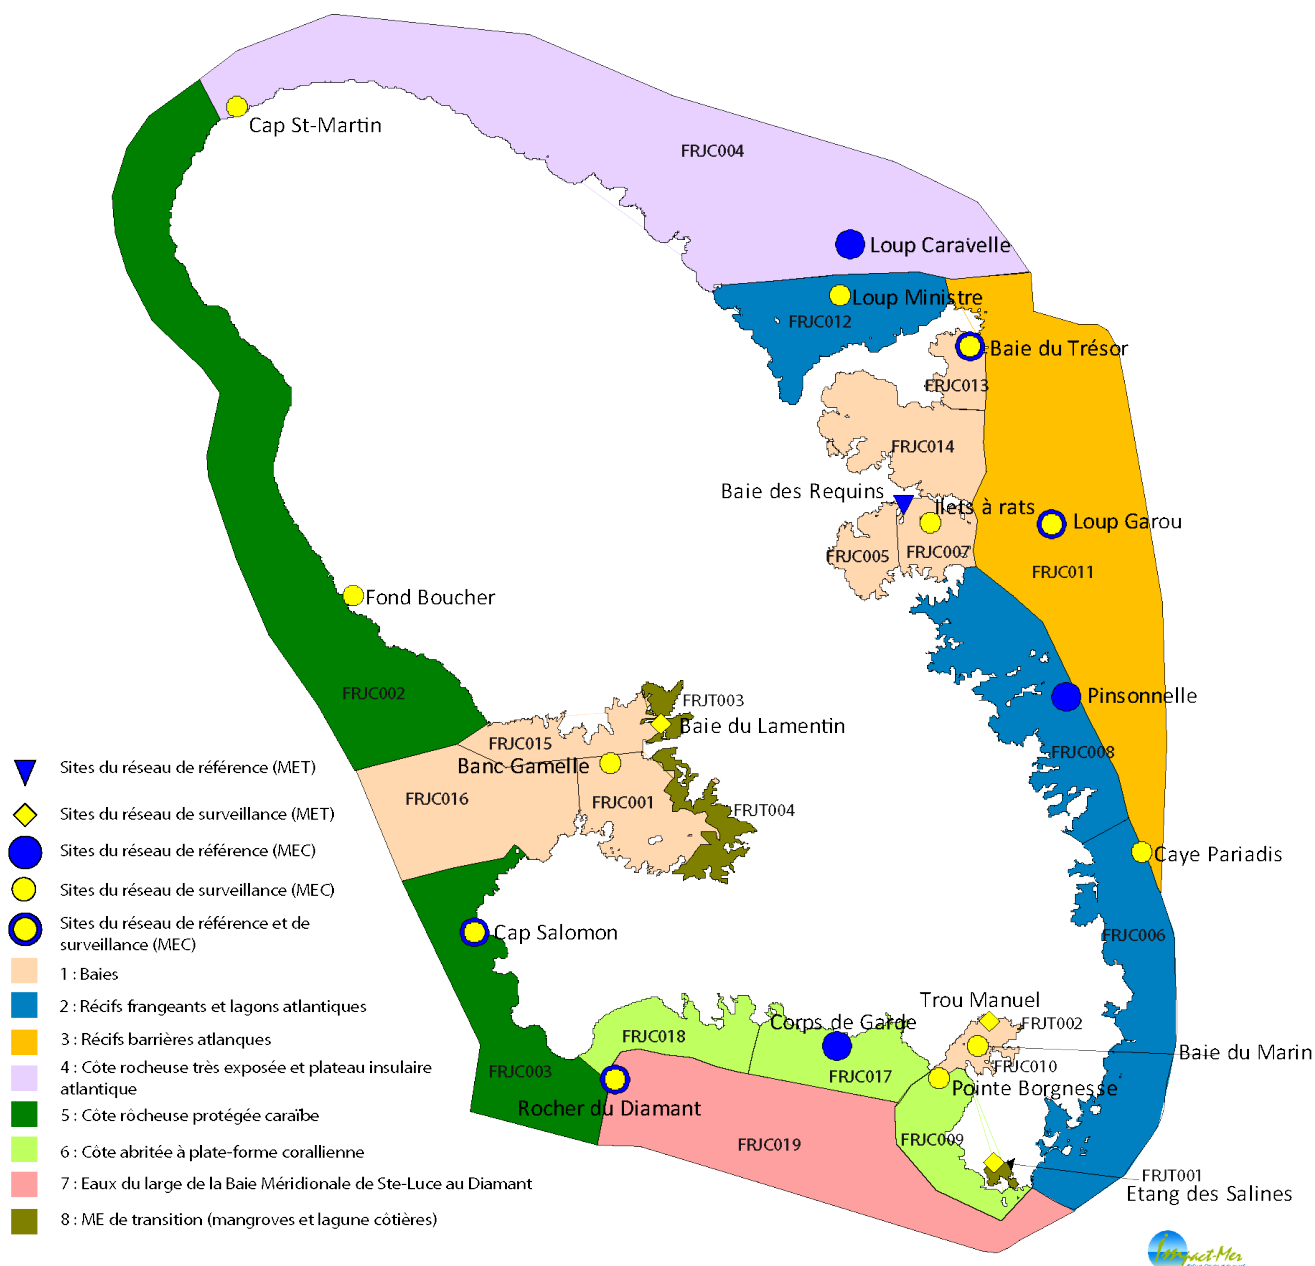 Cap St-Martin
FRJC004
Loup Caravelle
Loup Ministre
FRJC012
Baie du Trésor
FRJC013
FRJC014
Baie des Requins
Ilets à rats
Loup Garou
FRJC005
FRJC007
FRJC011
Fond Boucher
FRJC002
FRJT003
Pinsonnelle
Baie du Lamentin
FRJC015
FRJC008
Banc Gamelle
FRJC016
FRJC001
FRJT004
Caye Pariadis
Cap Salomon
FRJC006
Trou Manuel
Corps de Garde
FRJT002
FRJC018
Baie du Marin
FRJC010
FRJC003
FRJC017
Pointe Borgnesse
Rocher du Diamant
FRJC019
FRJC009
FRJT001
Etang des Salines
Sites du réseau de référence (MET)
Sites du réseau de surveillance (MET)
Sites du réseau de référence (MEC)
Sites du réseau de surveillance (MEC)
Sites du réseau de référence et de
surveillance (MEC)
1 : Baies
2 : Récifs frangeants et lagons atlantiques
3 : Récifs barrières atlanques
4 : Côte rocheuse très exposée et plateau insulaire
atlantique
5 : Côte rôcheuse protégée caraïbe
6 : Côte abritée à plate-forme corallienne
7 : Eaux du large de la Baie Méridionale de Ste-Luce au Diamant
8 : ME de transition (mangroves et lagune côtières)
Impact-Mer